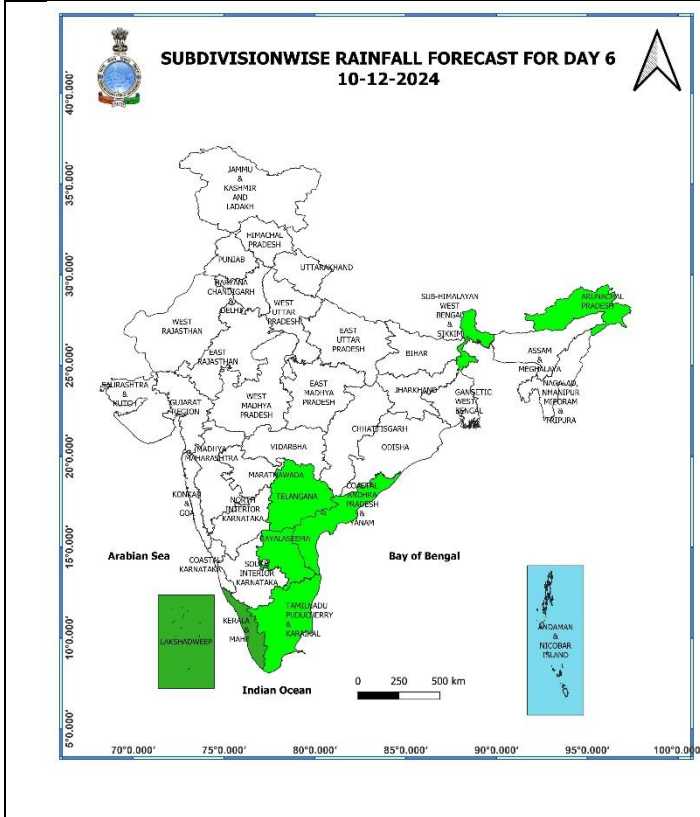 SUBDIVISIONWISE RAINFALL FORECAST FOR DAY 6
10-12-2024
40°0.000'
35°0.000'
30°0.000'
25°0.000'
20°0.000'
15°0.000'
10°0.000'
5°0.000'
JAMMU
&
KASHMIR
AND
LADAKH
HIMACHAL
PRADESH
PUNJAB
UTTARAKHAND
HARYANA
CHANDIGARH
&
DELHI
WEST
UTTAR
PRADESH
SUB-HIMALAYAN
WEST
BENGAL
&
SIKKIM
ARUNACHAL
PRADESH
WEST
RAJASTHAN
EAST
UTTAR
PRADESH
EAST
RAJASTHAN
BIHAR
ASSAM
&
MEGHALAYA
SAURASHTRA
&
KUTCH
GUJARAT
REGION
WEST
MADHYA
PRADESH
EAST
MADHYA
PRADESH
JHARKHAND
GANGETIC
WEST
BENGAL
&
TRIPURA
CHHATTISGARH
ODISHA
MADHYA
MAHARASHTRA
VIDARBHA
MARATHAWADA
KONKAN
&
GOA
NORTH
INTERIOR
KARNATAKA
TELANGANA
COASTAL
ANDHRA
PRADESH
&
YANAM
RAYALASEEMA
Arabian Sea
Bay of Bengal
COASTAL
KARNATAKA
SOUTH
INTERIOR
KARNATAKA
TAMILNADU
PUDUCHERRY
&
KARAIKAL
KERALA
&
MAHE
LAKSHADWEEP
ANDAMAN
&
NICOBAR
ISLAND
Indian Ocean
0 250 500 km
70°0.000' 75°0.000' 80°0.000' 85°0.000' 90°0.000' 95°0.000' 100°0.000'